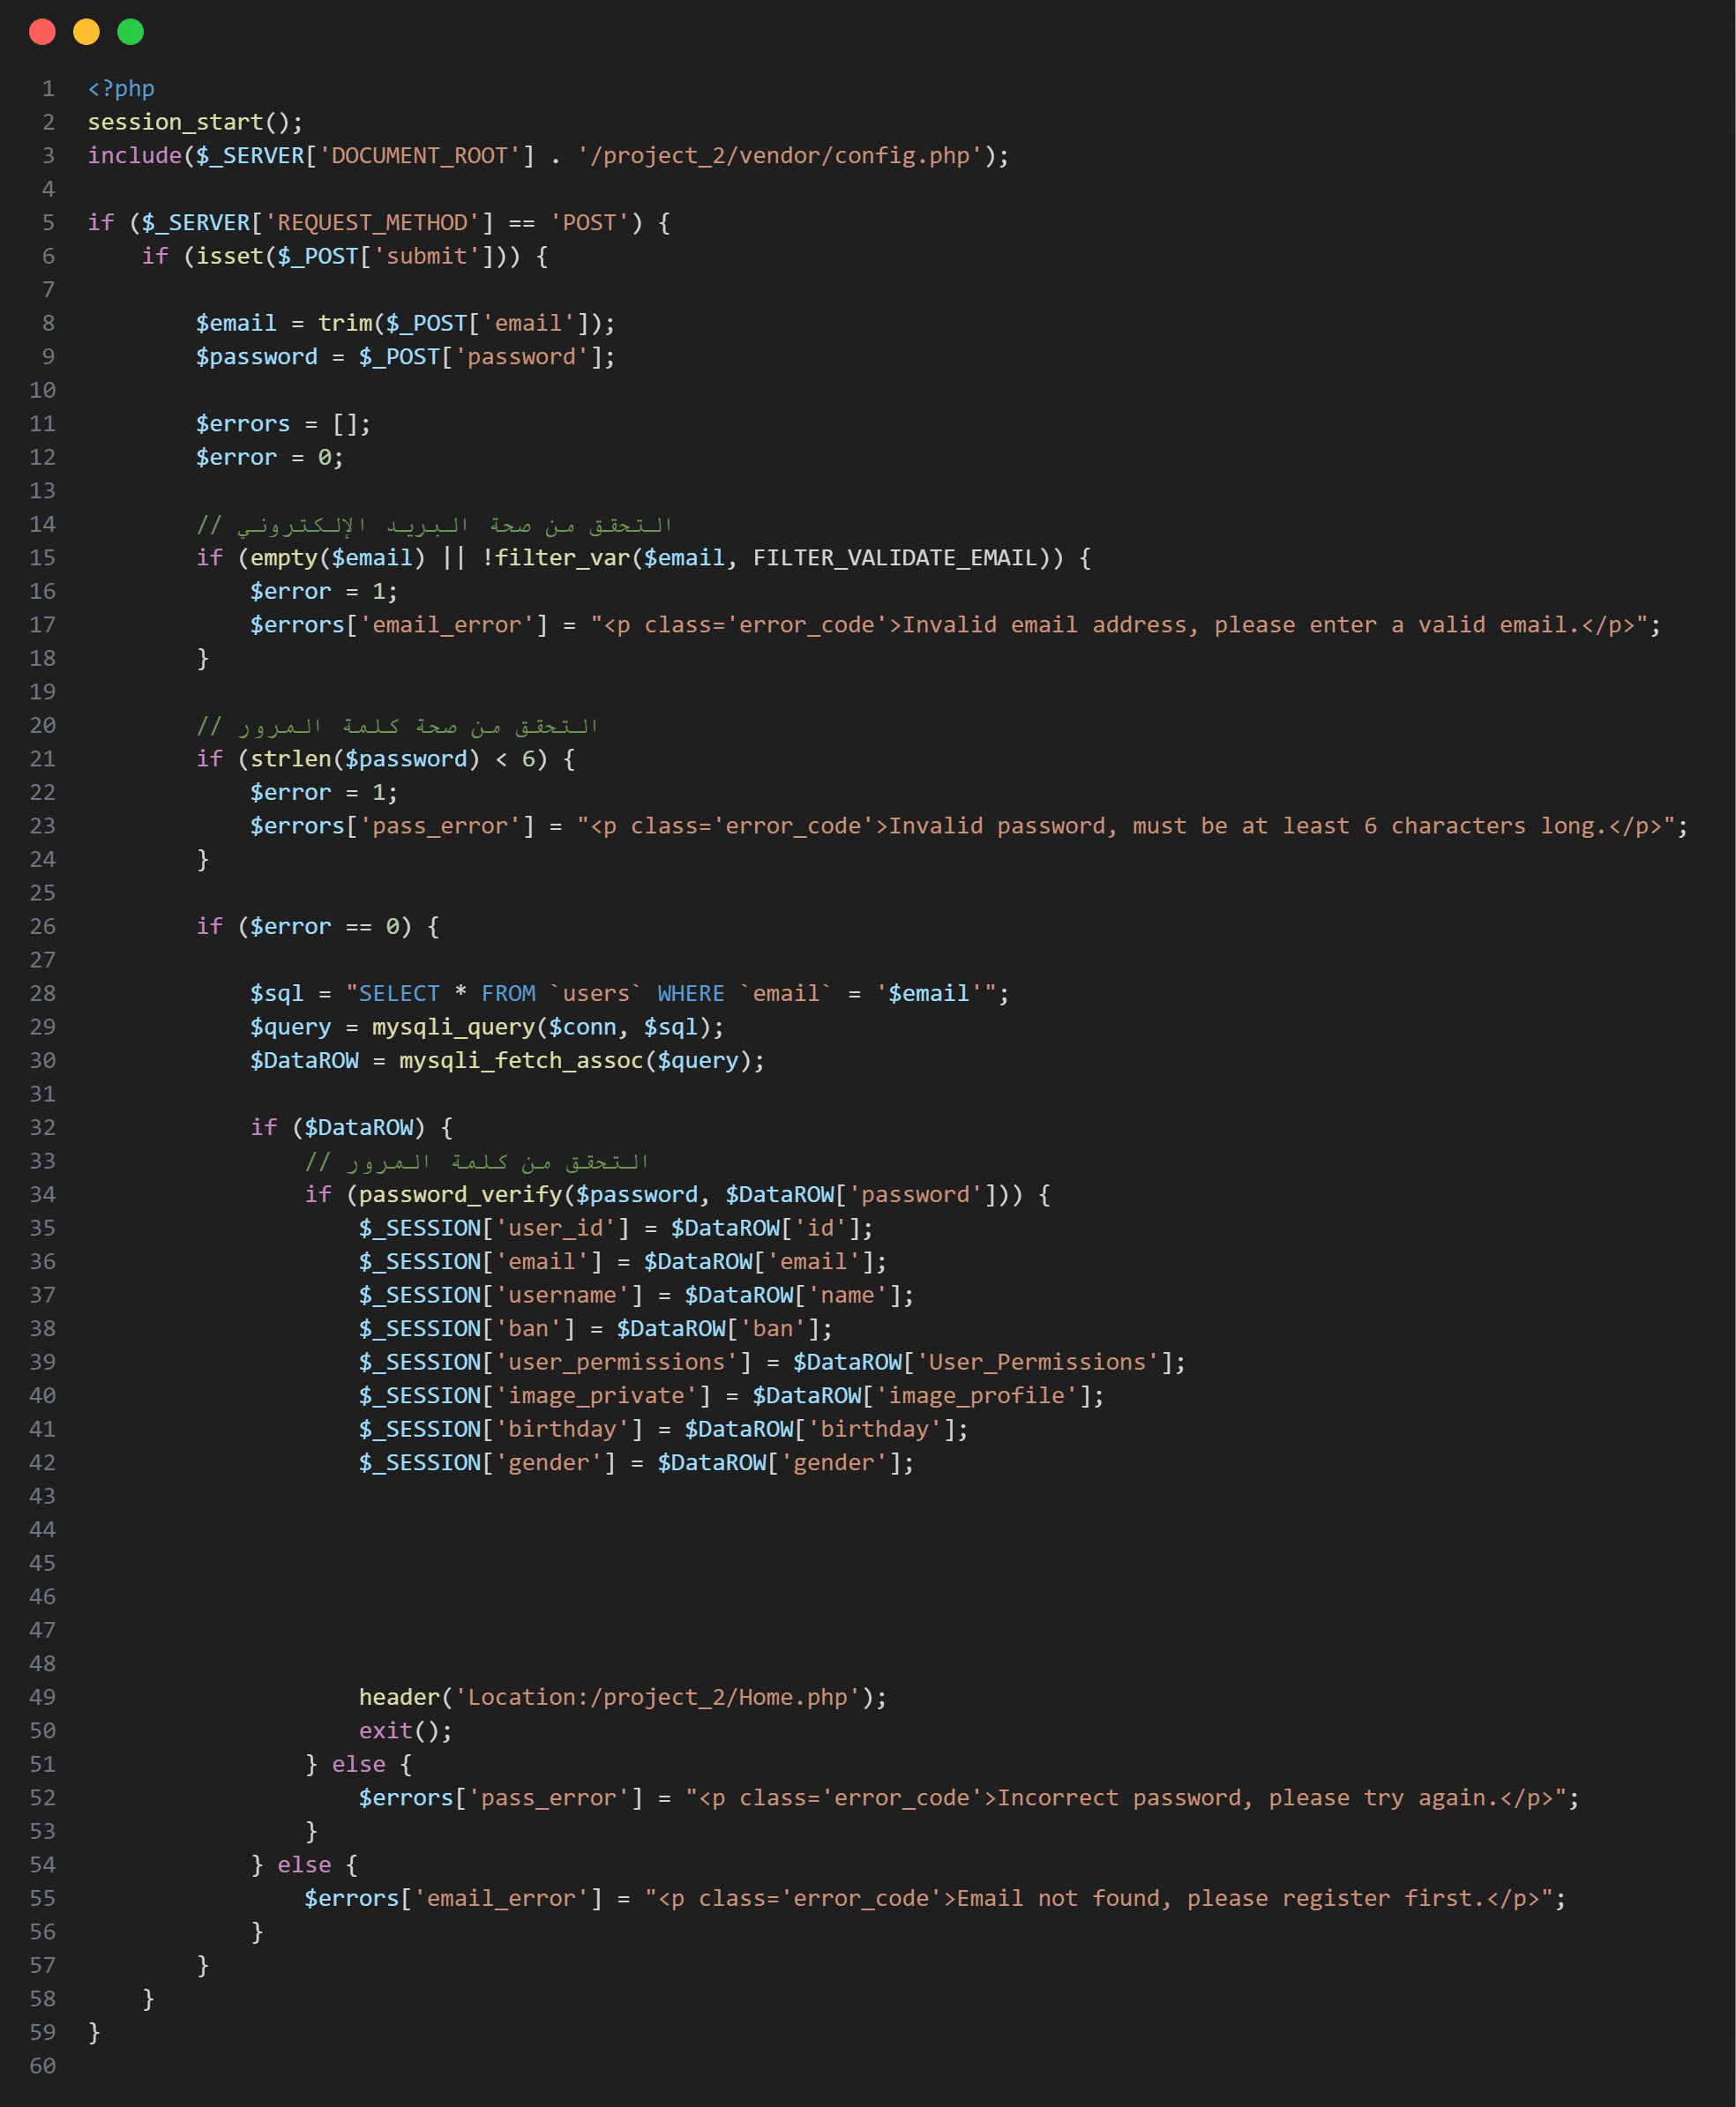 1 <?php
2 session_start();
3 include($_SERVER['DOCUMENT_ROOT'] . '/project_2/vendor/config.php');
4
5 if ($_SERVER['REQUEST_METHOD'] == 'POST') {
6     if (isset($_POST['submit'])) {
7
8         $email = trim($_POST['email']);
9         $password = $_POST['password'];
10
11         $errors = [];
12         $error = 0;
13
14         // التحقق من صحة البريد الإلكتروني
15         if (empty($email) || !filter_var($email, FILTER_VALIDATE_EMAIL)) {
16             $error = 1;
17             $errors['email_error'] = "<p class='error_code'>Invalid email address, please enter a valid email.</p>";
18         }
19
20         // التحقق من صحة كلمة المرور
21         if (strlen($password) < 6) {
22             $error = 1;
23             $errors['pass_error'] = "<p class='error_code'>Invalid password, must be at least 6 characters long.</p>";
24         }
25
26         if ($error == 0) {
27
28             $sql = "SELECT * FROM `users` WHERE `email` = '$email'";
29             $query = mysqli_query($conn, $sql);
30             $DataROW = mysqli_fetch_assoc($query);
31
32             if ($DataROW) {
33                 // التحقق من كلمة المرور
34                 if (password_verify($password, $DataROW['password'])) {
35                     $_SESSION['user_id'] = $DataROW['id'];
36                     $_SESSION['email'] = $DataROW['email'];
37                     $_SESSION['username'] = $DataROW['name'];
38                     $_SESSION['ban'] = $DataROW['ban'];
39                     $_SESSION['user_permissions'] = $DataROW['User_Permissions'];
40                     $_SESSION['image_private'] = $DataROW['image_profile'];
41                     $_SESSION['birthday'] = $DataROW['birthday'];
42                     $_SESSION['gender'] = $DataROW['gender'];
43
44
45
46
47
48
49                     header('Location:/project_2/Home.php');
50                     exit();
51                 } else {
52                     $errors['pass_error'] = "<p class='error_code'>Incorrect password, please try again.</p>";
53                 }
54             } else {
55                 $errors['email_error'] = "<p class='error_code'>Email not found, please register first.</p>";
56             }
57         }
58     }
59 }
60